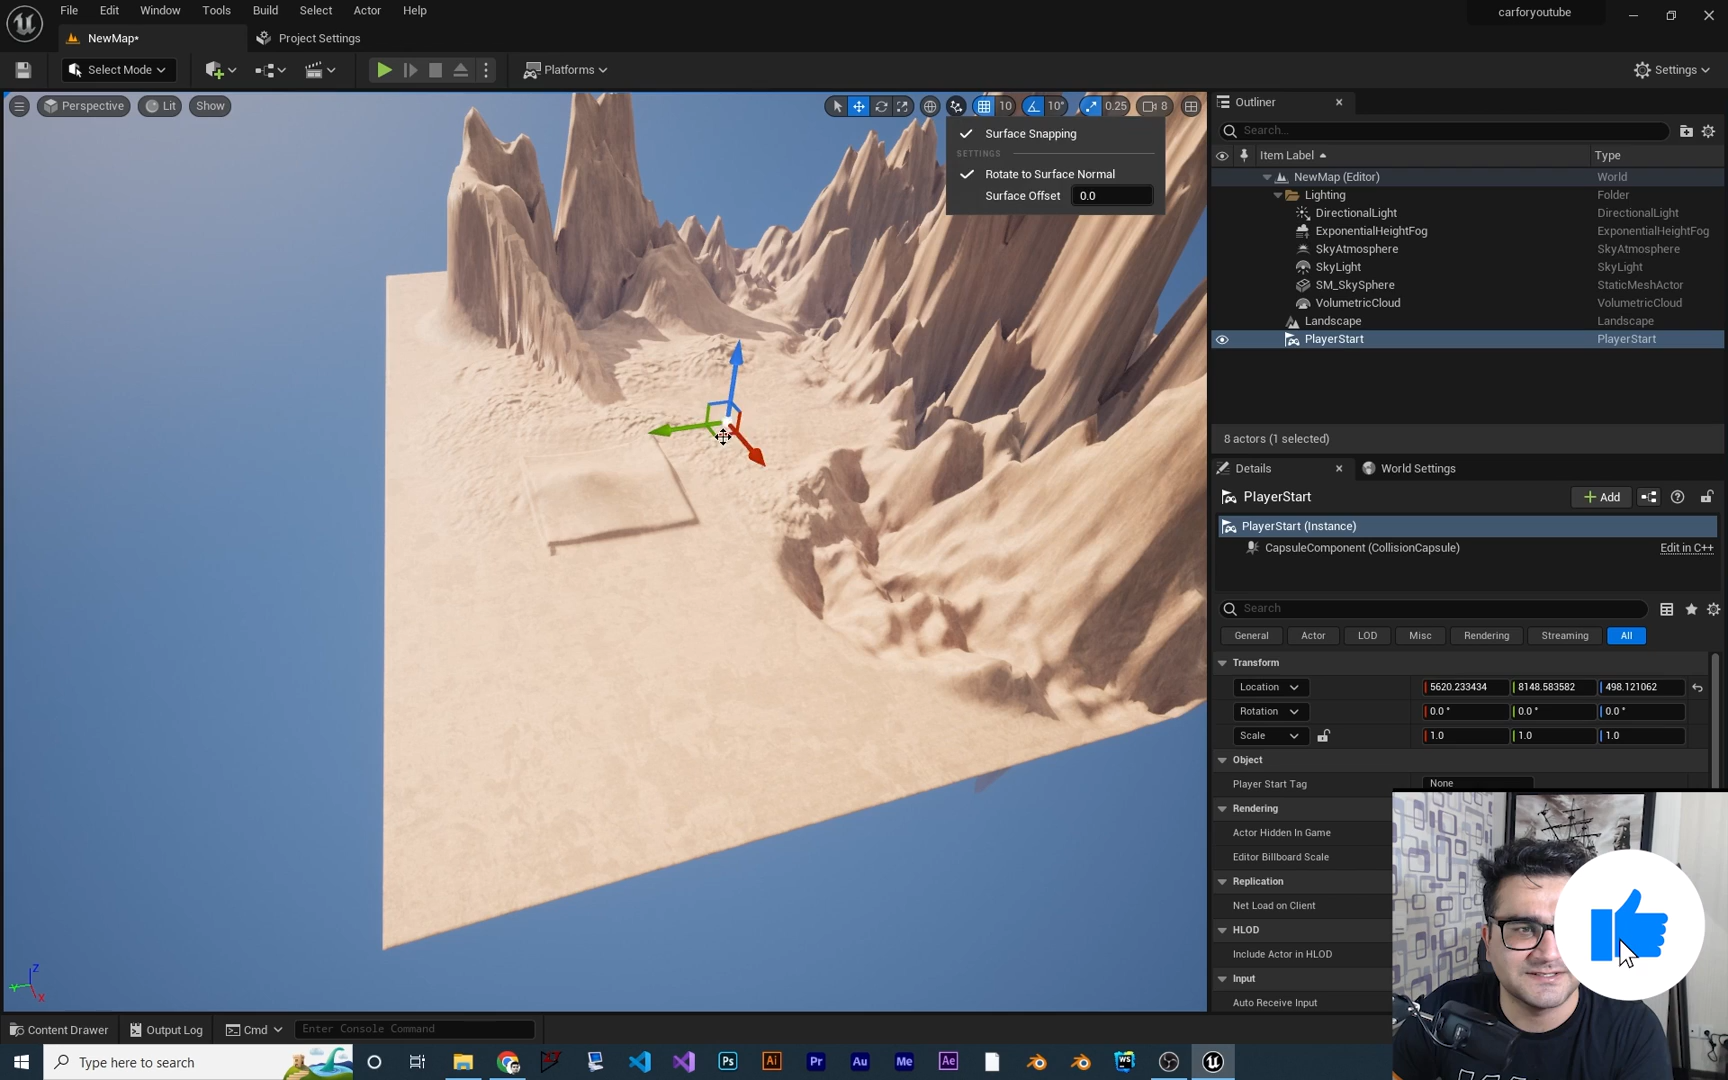 File Edit Window Tools Build Select Actor Help
carforyoutube
NewMap*
Project Settings
Select Mode
Platforms
Settings
Perspective
Lit
Show
10
10°
0.25
8
Surface Snapping
SETTINGS
Rotate to Surface Normal
Surface Offset
0.0
Outliner
Search...
Item Label
Type
NewMap (Editor)
World
Lighting
Folder
DirectionalLight
DirectionalLight
ExponentialHeightFog
ExponentialHeightFog
SkyAtmosphere
SkyAtmosphere
SkyLight
SkyLight
SM_SkySphere
StaticMeshActor
VolumetricCloud
VolumetricCloud
Landscape
Landscape
PlayerStart
PlayerStart
8 actors (1 selected)
Details
World Settings
PlayerStart
Add
PlayerStart (Instance)
CapsuleComponent (CollisionCapsule)
Edit in C++
Search
General
Actor
LOD
Misc
Rendering
Streaming
All
Transform
Location
5620.233434
8148.583582
498.121062
Rotation
0.0 °
0.0 °
0.0 °
Scale
1.0
1.0
1.0
Object
Player Start Tag
None
Rendering
Actor Hidden In Game
Editor Billboard Scale
Replication
Net Load on Client
HLOD
Include Actor in HLOD
Input
Auto Receive Input
Z
X
Content Drawer
Output Log
Cmd
Enter Console Command
Type here to search
Ps
Ai
Pr
Au
Me
Ae
WS